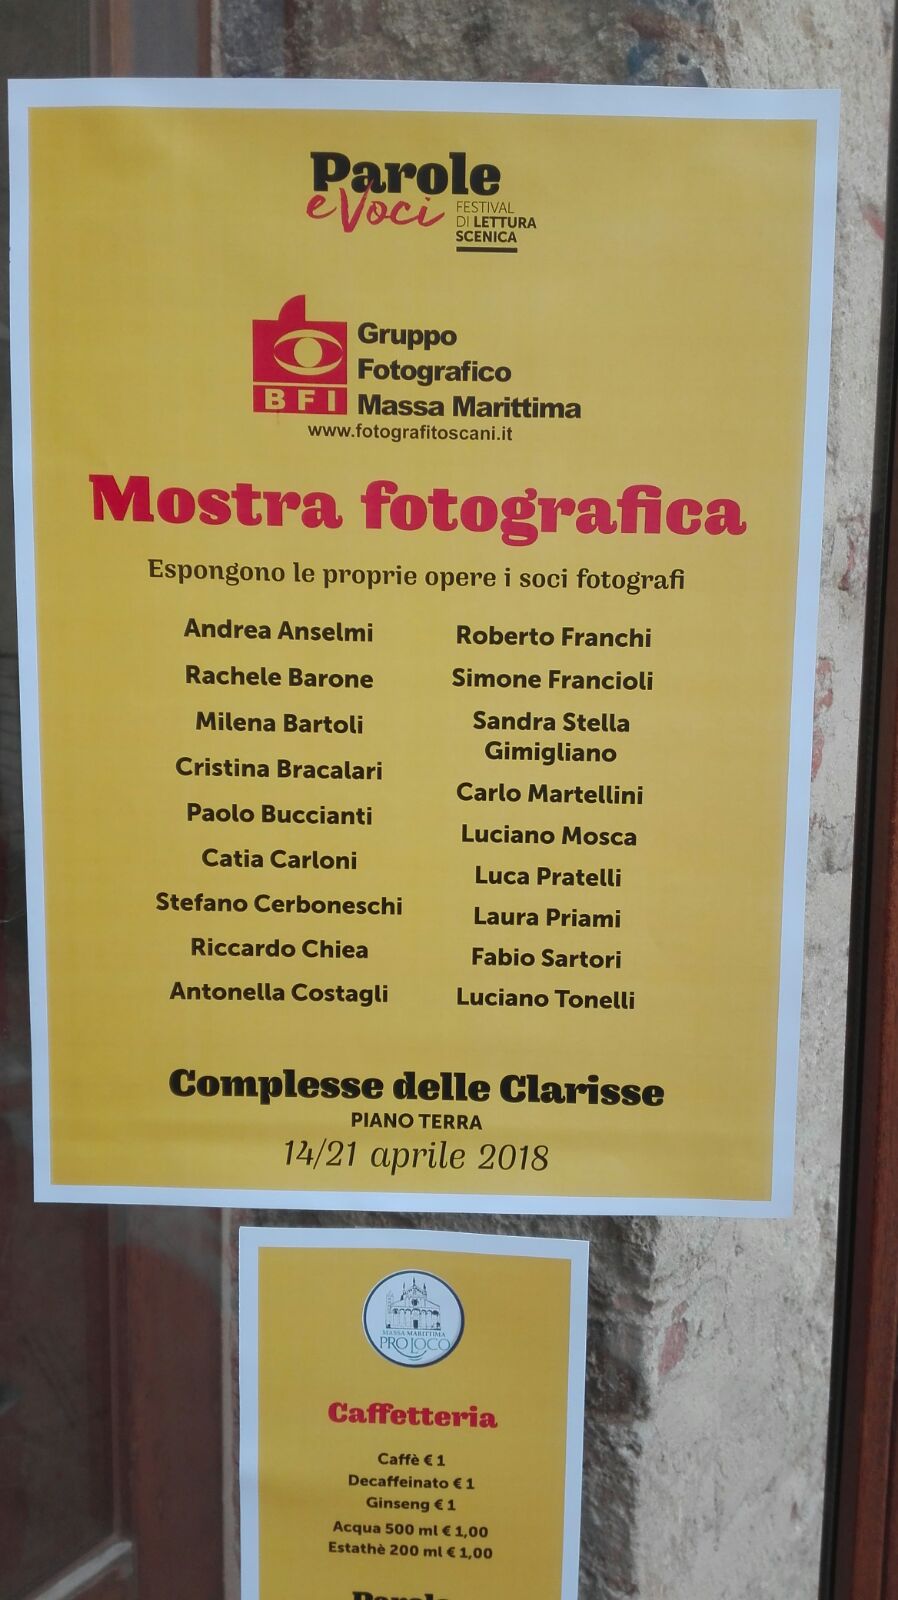 Parole
e Voci
FESTIVAL
DI LETTURA
SCENICA
BFI
Gruppo
Fotografico
Massa Marittima
www.fotografitoscani.it
Mostra fotografica
Espongono le proprie opere i soci fotografi
Andrea Anselmi
Rachele Barone
Milena Bartoli
Cristina Bracalari
Paolo Buccianti
Catia Carloni
Stefano Cerboneschi
Riccardo Chiea
Antonella Costagli
Roberto Franchi
Simone Francioli
Sandra Stella
Gimigliano
Carlo Martellini
Luciano Mosca
Luca Pratelli
Laura Priami
Fabio Sartori
Luciano Tonelli
Complesse delle Clarisse
PIANO TERRA
14/21 aprile 2018
MASSA MARITTIMA
PRO LOCO
Caffetteria
Caffè € 1
Decaffeinato € 1
Ginseng € 1
Acqua 500 ml € 1,00
Estathè 200 ml € 1,00
Parole